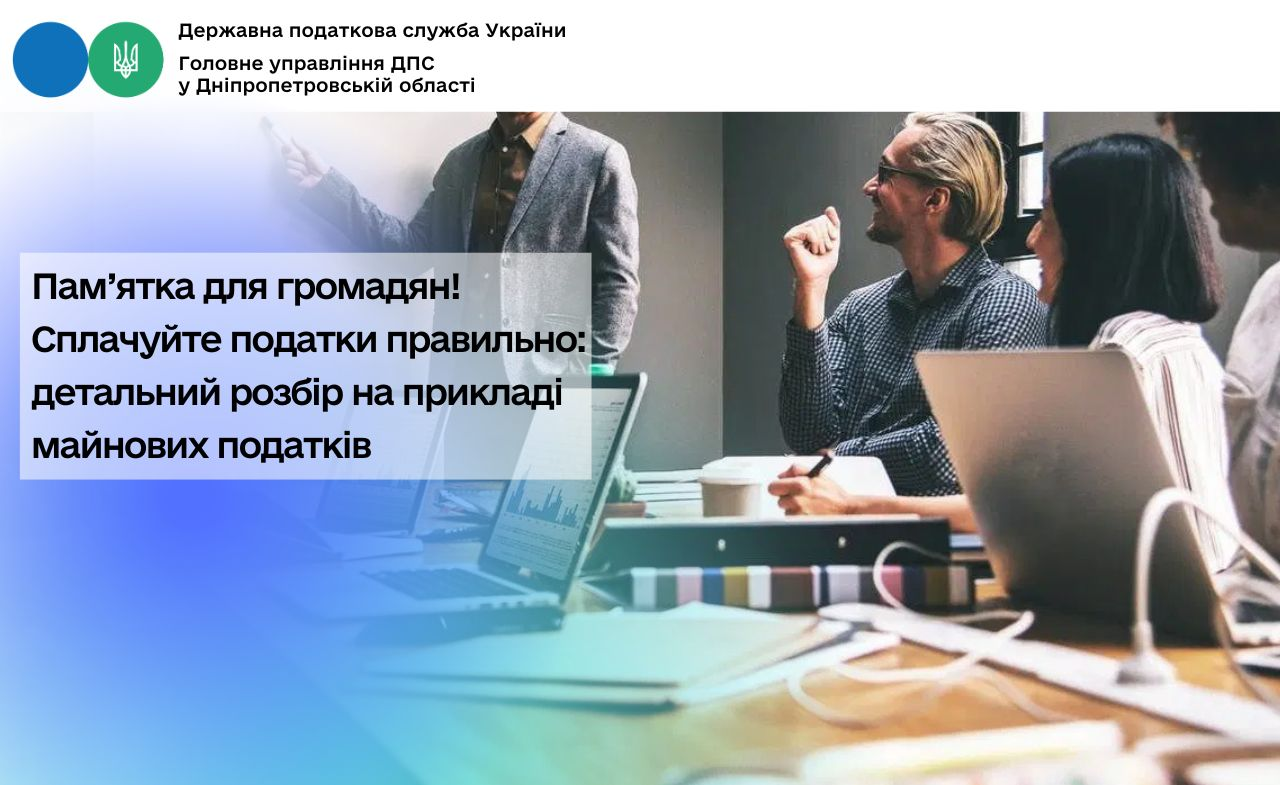 Державна податкова служба України
Головне управління ДПС
у Дніпропетровській області
Пам’ятка для громадян!
Сплачуйте податки правильно:
детальний розбір на прикладі
майнових податків